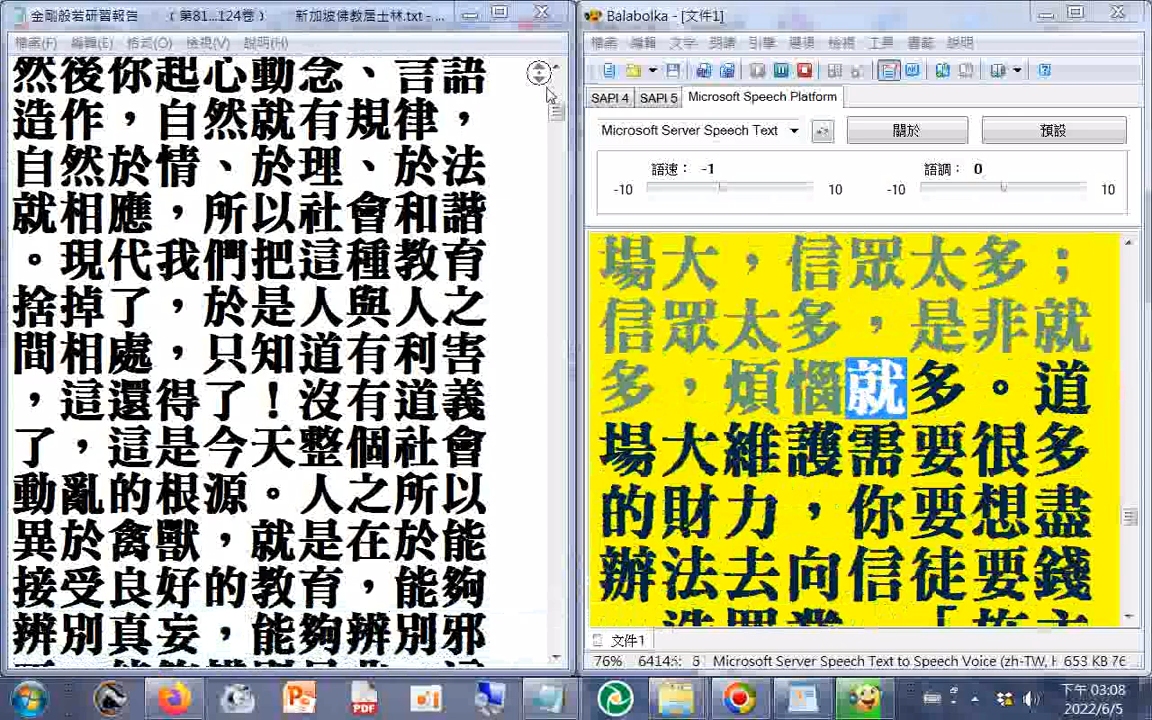 金剛般若研習報告 （第81...124卷） 新加坡佛教居士林.txt - ...
檔案(F) 編輯(E) 格式(O) 檢視(V) 說明(H)
然後你起心動念、言語
造作，自然就有規律，
自然於情、於理、於法
就相應，所以社會和諧
。現代我們把這種教育
捨掉了，於是人與人之
間相處，只知道有利害
，這還得了！沒有道義
了，這是今天整個社會
動亂的根源。人之所以
異於禽獸，就是在於能
接受良好的教育，能夠
辨別真妄，能夠辨別邪
Balabolka - [文件1]
檔案 編輯 文字 朗讀 引擎 選項 檢視 工具 書籤 說明
SAPI 4 SAPI 5 Microsoft Speech Platform
Microsoft Server Speech Text 關於 預設
語速： -1 語調： 0
-10 10 -10 10
場大，信眾太多；
信眾太多，是非就
多，煩惱就多。道
場大維護需要很多
的財力，你要想盡
辦法去向信徒要錢
文件1
76% 6414 5 Microsoft Server Speech Text to Speech Voice (zh-TW, H 653 KB 76
PDF
下午 03:08
2022/6/5